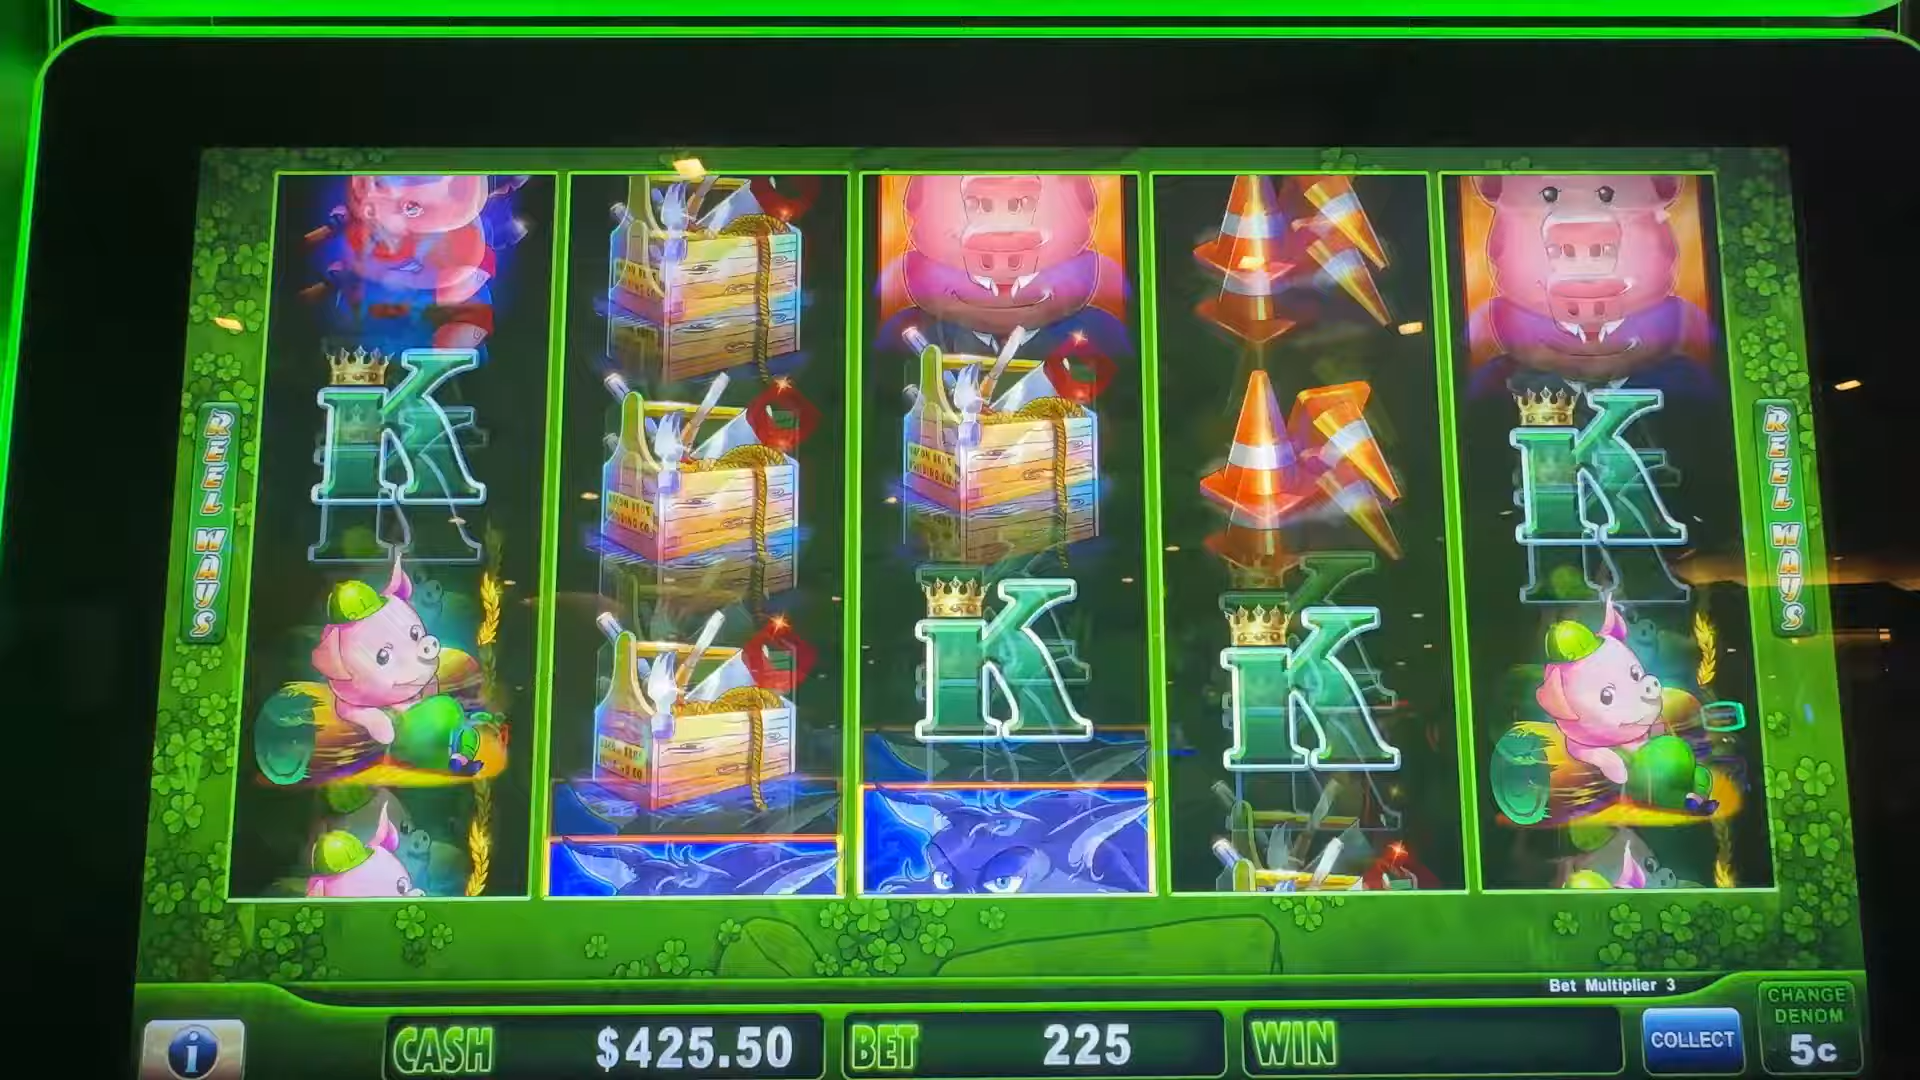 K
K
K
K
REEL WAYS
REEL WAYS
Bet Multiplier 3
CASH $425.50
BET 225
WIN
COLLECT
CHANGE
DENOM
5c
i